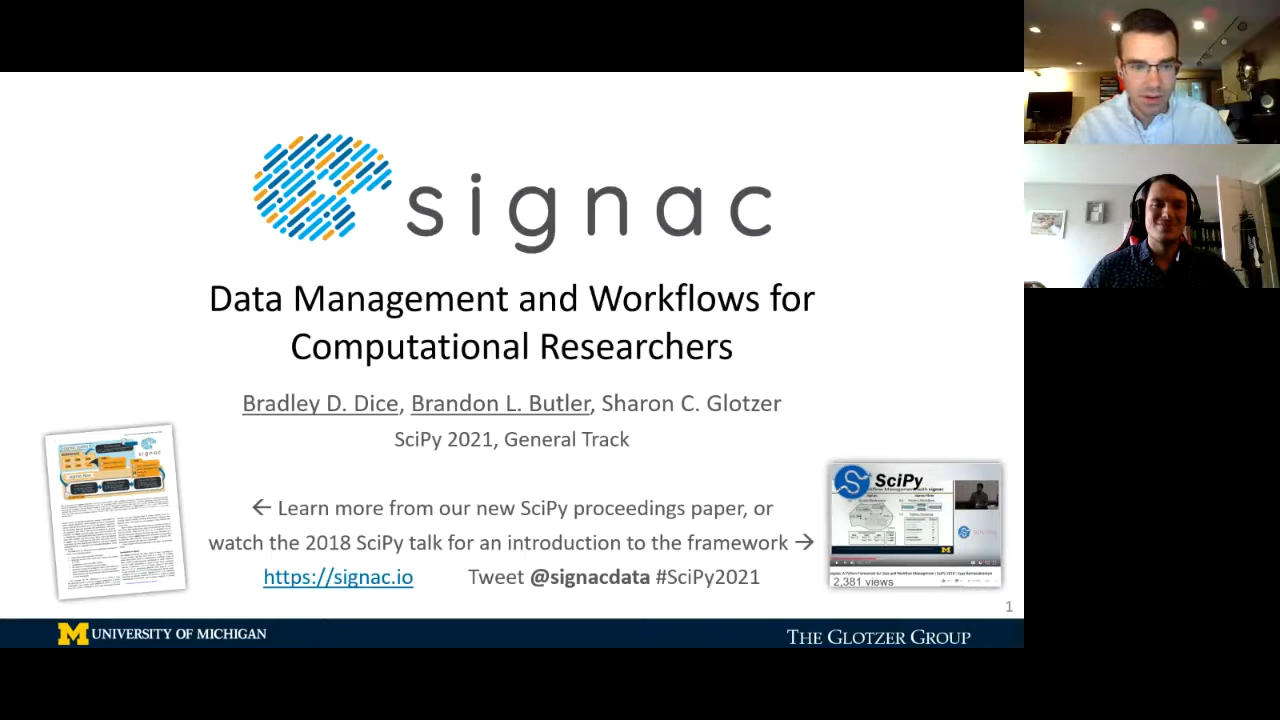 signac
Data Management and Workflows for
Computational Researchers
Bradley D. Dice, Brandon L. Butler, Sharon C. Glotzer
SciPy 2021, General Track
← Learn more from our new SciPy proceedings paper, or
watch the 2018 SciPy talk for an introduction to the framework →
https://signac.io Tweet @signacdata #SciPy2021
signac
SciPy
2,381 views
1
M UNIVERSITY OF MICHIGAN
THE GLOTZER GROUP